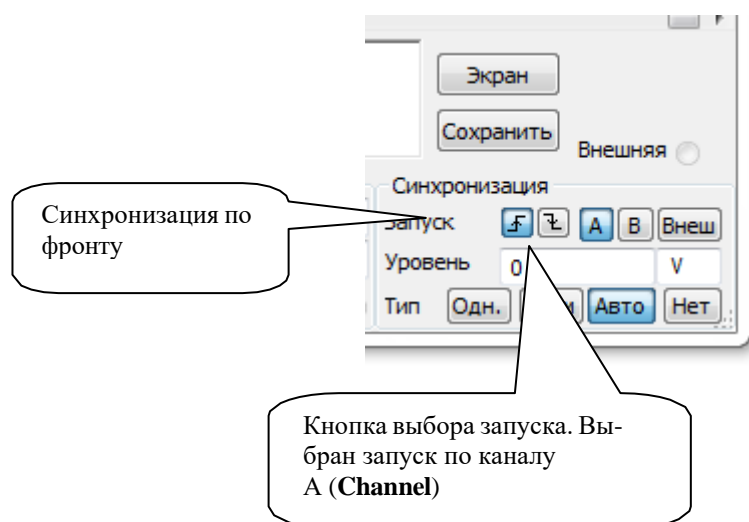 Экран
Сохранить
Внешняя
Синхронизация
Синхронизация по
фронту
Запуск A B Внеш
Уровень 0 V
Тип Одн. Авто Нет
Кнопка выбора запуска. Вы-
бран запуск по каналу
A (Channel)